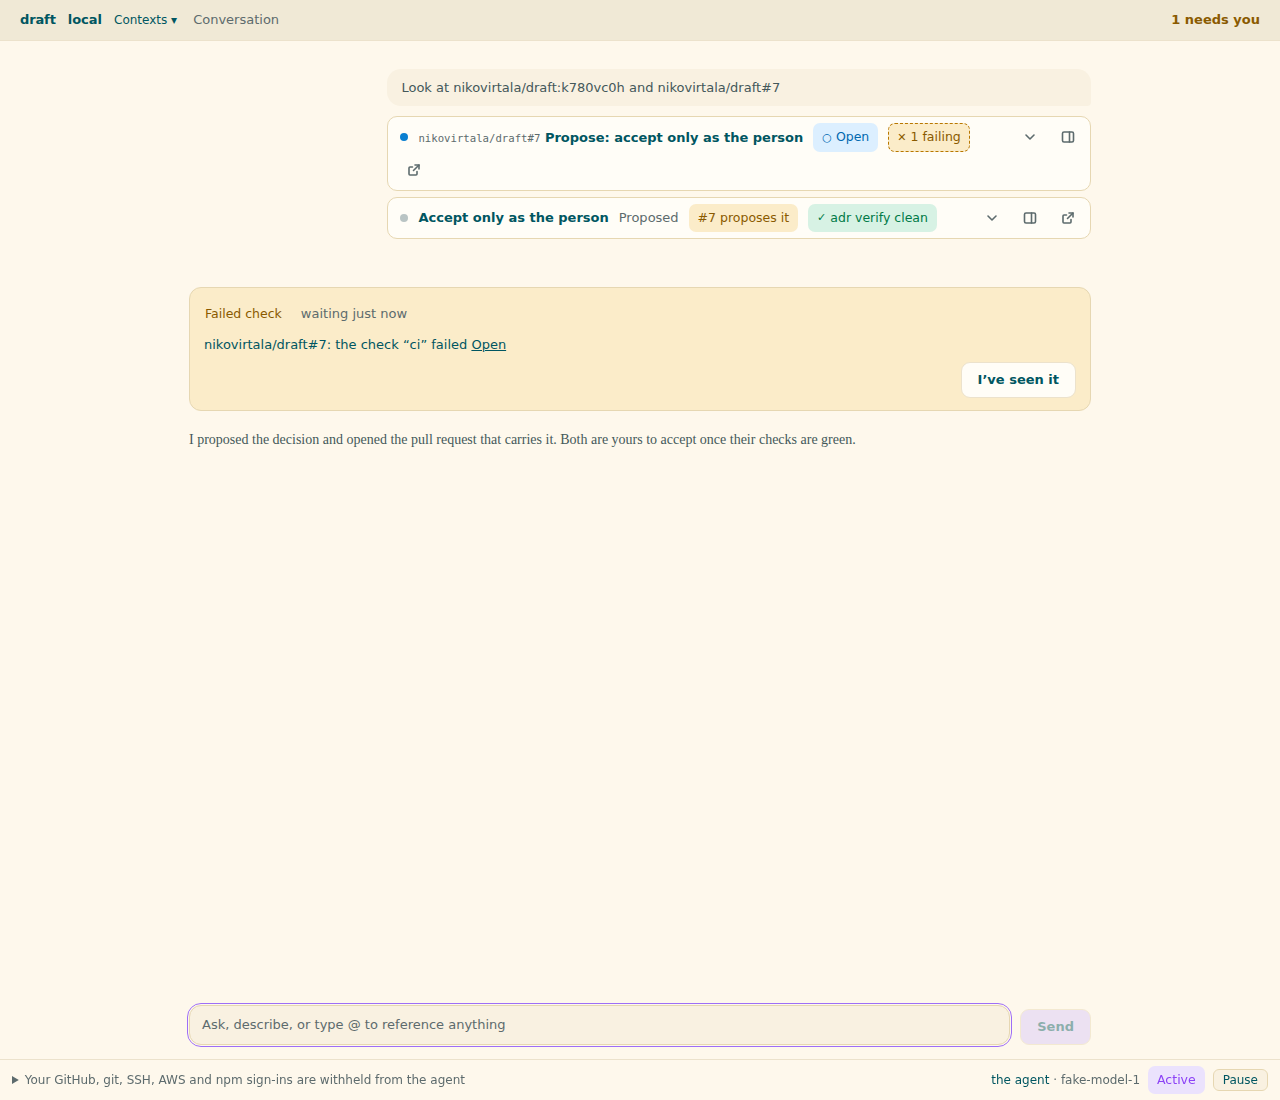 draft local Contexts ▾ Conversation 1 needs you
Look at nikovirtala/draft:k780vc0h and nikovirtala/draft#7
nikovirtala/draft#7 Propose: accept only as the person ○ Open ✕ 1 failing
Accept only as the person Proposed #7 proposes it ✓ adr verify clean
Failed check waiting just now
nikovirtala/draft#7: the check “ci” failed Open
I’ve seen it
I proposed the decision and opened the pull request that carries it. Both are yours to accept once their checks are green.
Ask, describe, or type @ to reference anything Send
▶ Your GitHub, git, SSH, AWS and npm sign-ins are withheld from the agent the agent · fake-model-1 Active Pause